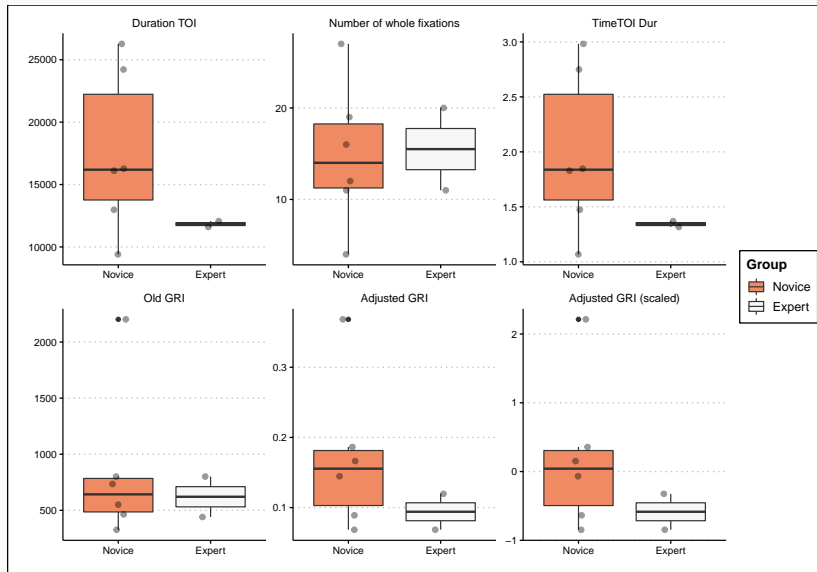 Duration TOI
Number of whole fixations
TimeTOI Dur
25000
20000
15000
10000
Novice
Expert
20
10
Novice
Expert
3.0
2.5
2.0
1.5
1.0
Novice
Expert
Group
Novice
Expert
Old GRI
Adjusted GRI
Adjusted GRI (scaled)
2000
1500
1000
500
Novice
Expert
0.3
0.2
0.1
Novice
Expert
2
1
0
−1
Novice
Expert